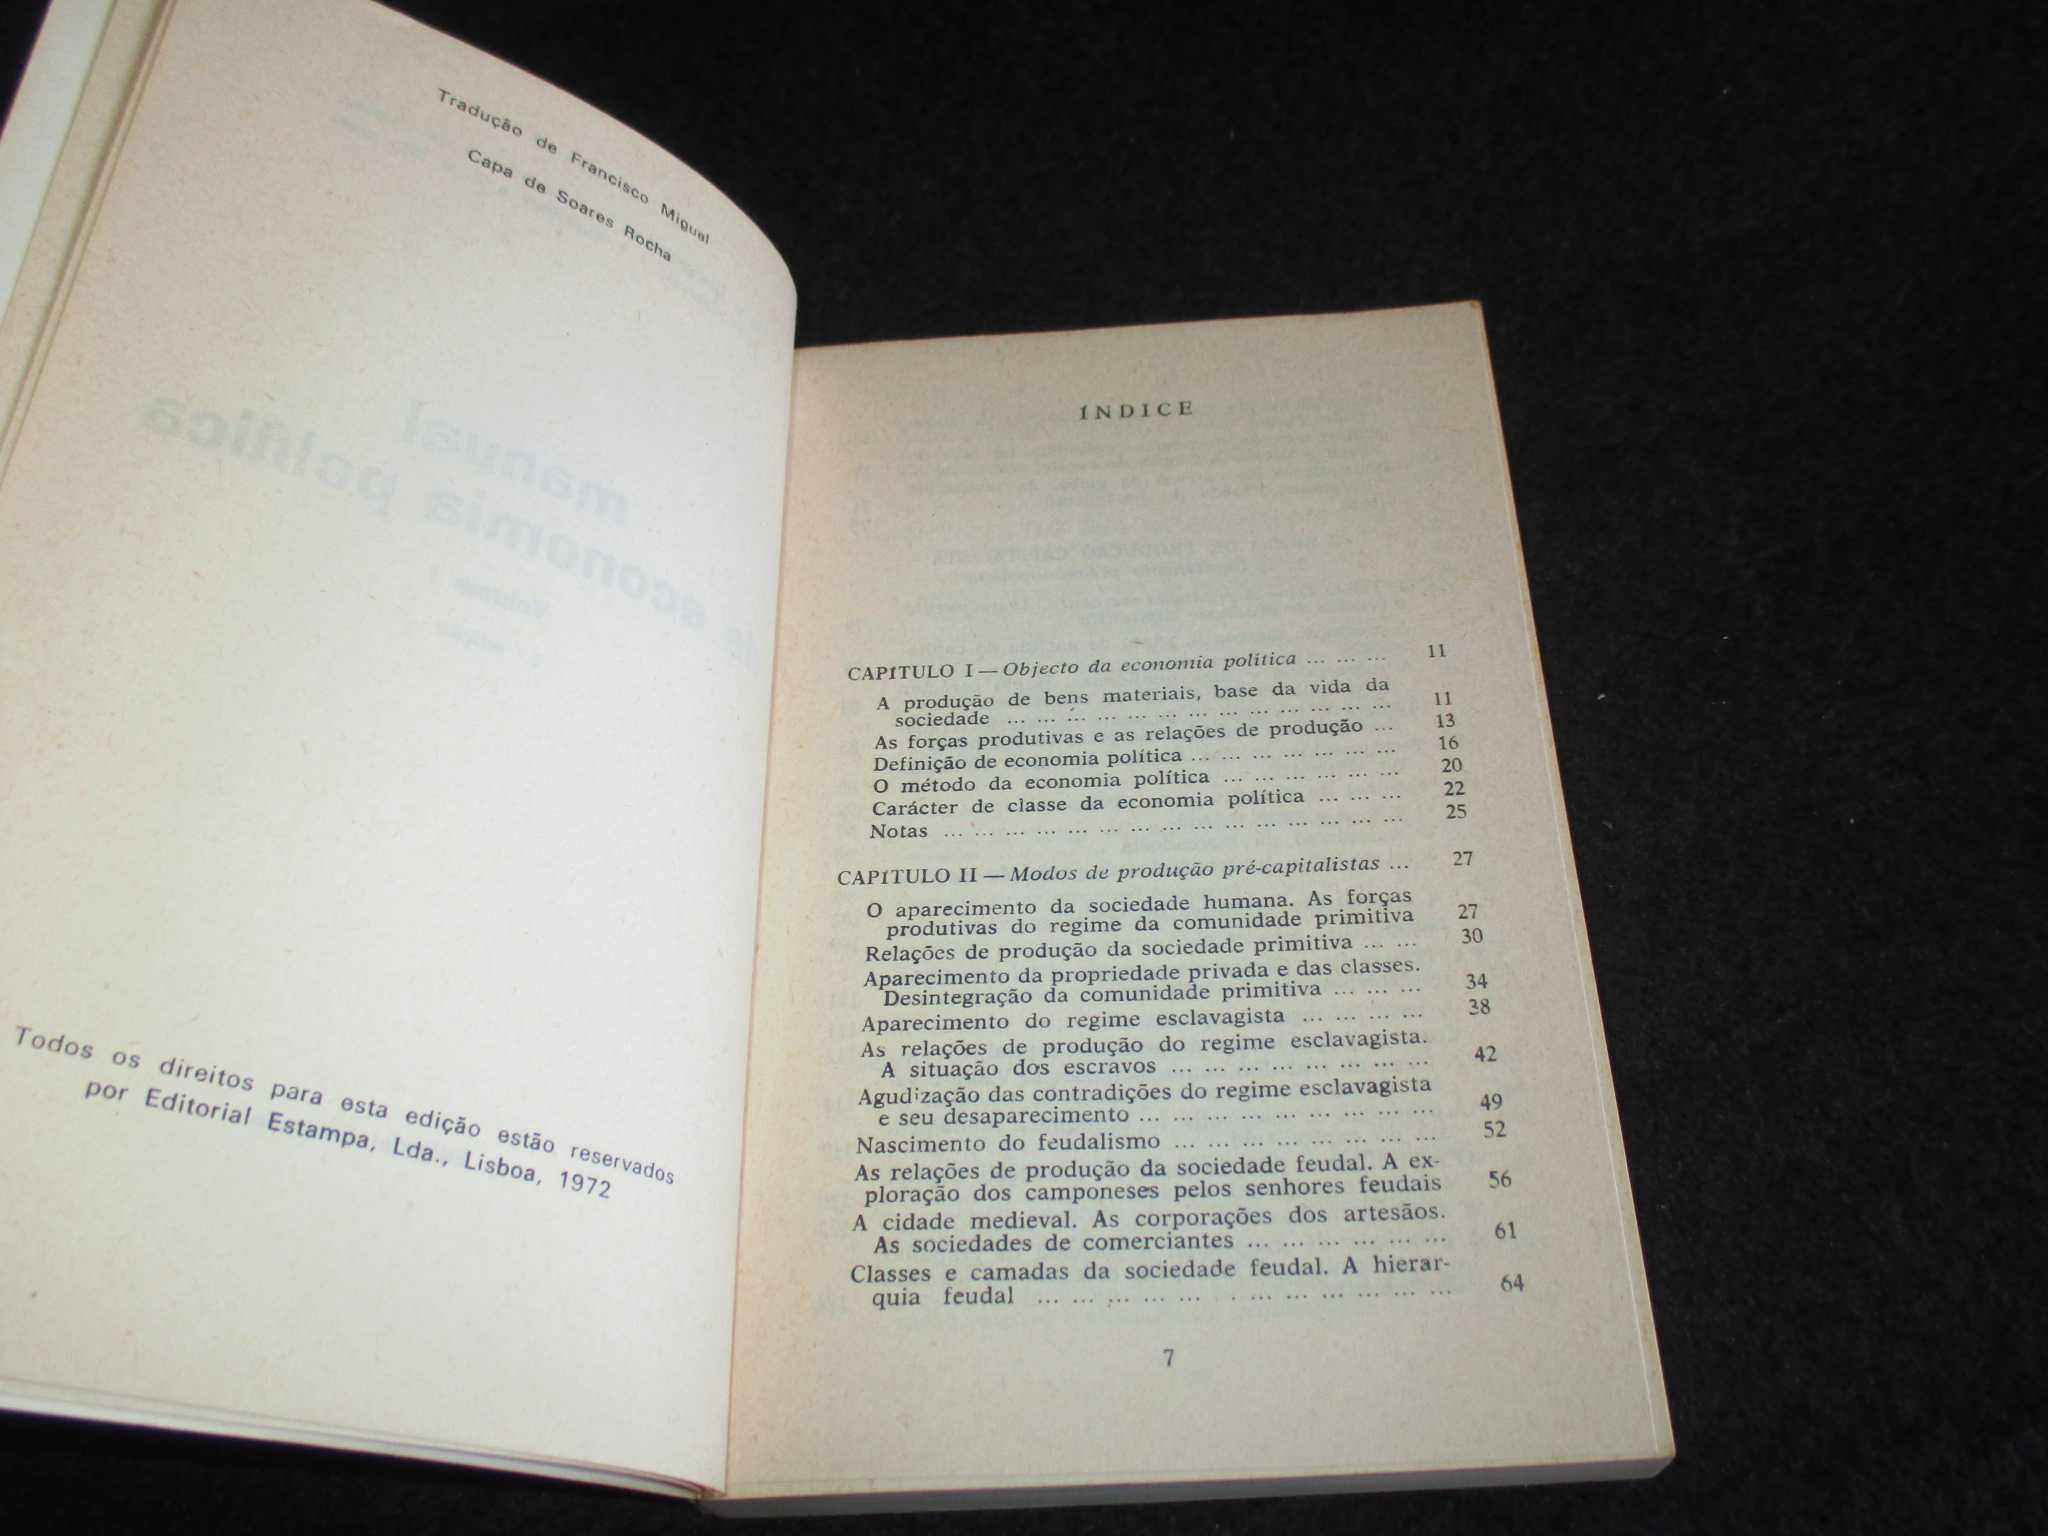 Tradução de Francisco Miguel
Capa de Soares Rocha
manual
de economia política
Volume I
Todos os direitos para esta edição estão reservados
por Editorial Estampa, Lda., Lisboa, 1972
ÍNDICE
CAPÍTULO I — Objecto da economia política ... ... ... 11
A produção de bens materiais, base da vida da
sociedade ... ... ... ... ... ... ... ... ... ... ... ... ... 11
As forças produtivas e as relações de produção ... 13
Definição de economia política ... ... ... ... ... ... ... 16
O método da economia política ... ... ... ... ... ... 20
Carácter de classe da economia política ... ... ... 22
Notas ... ... ... ... ... ... ... ... ... ... ... ... ... ... ... 25
CAPÍTULO II — Modos de produção pré-capitalistas ... 27
O aparecimento da sociedade humana. As forças
produtivas do regime da comunidade primitiva 27
Relações de produção da sociedade primitiva ... ... 30
Aparecimento da propriedade privada e das classes.
Desintegração da comunidade primitiva ... ... ... 34
Aparecimento do regime esclavagista ... ... ... ... 38
As relações de produção do regime esclavagista.
A situação dos escravos ... ... ... ... ... ... ... ... 42
Agudização das contradições do regime esclavagista
e seu desaparecimento ... ... ... ... ... ... ... ... ... 49
Nascimento do feudalismo ... ... ... ... ... ... ... ... 52
As relações de produção da sociedade feudal. A ex-
ploração dos camponeses pelos senhores feudais 56
A cidade medieval. As corporações dos artesãos.
As sociedades de comerciantes ... ... ... ... ... ... 61
Classes e camadas da sociedade feudal. A hierar-
quia feudal ... ... ... ... ... . ... ... ... ... ... ... 64
7